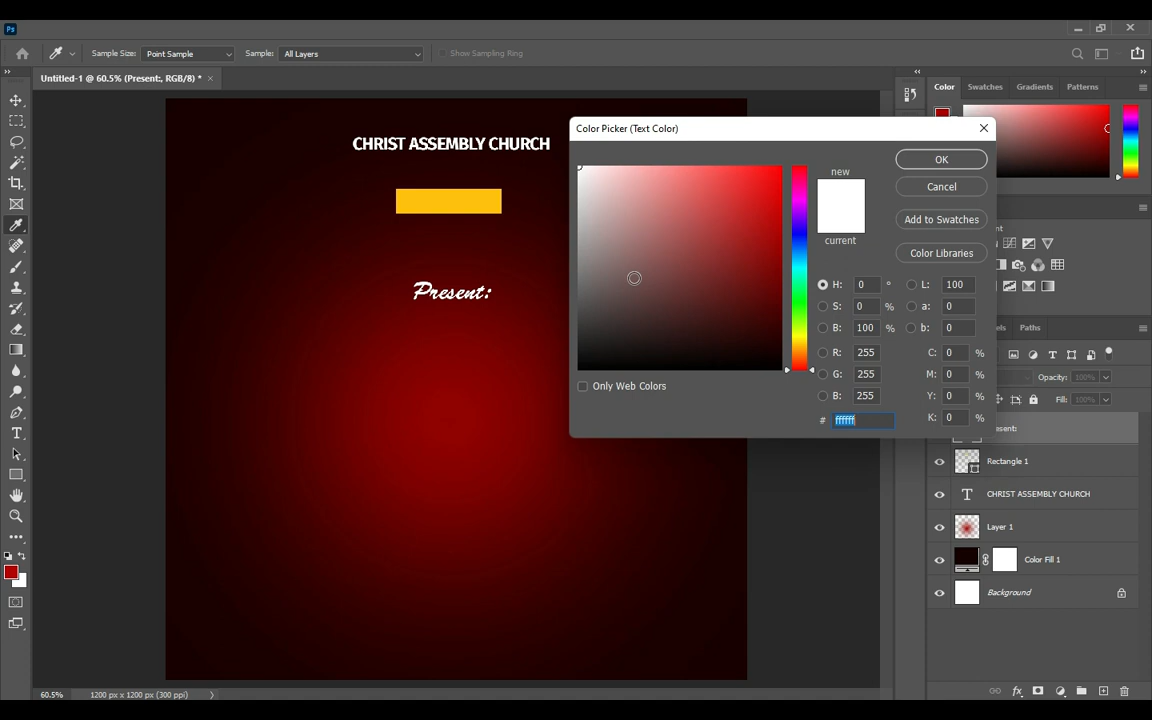 Ps
Sample Size: Point Sample Sample: All Layers Show Sampling Ring
Untitled-1 @ 60.5% (Present:, RGB/8) * ×
Color Swatches Gradients Patterns
Color Picker (Text Color)
CHRIST ASSEMBLY CHURCH
OK
new
Cancel
Add to Swatches
current
Color Libraries
Present:
H: 0 ° L: 100
S: 0 % a: 0
B: 100 % b: 0
Paths
R: 255 C: 0 %
G: 255 M: 0 %
Opacity: 100%
Only Web Colors
B: 255 Y: 0 %
Fill: 100%
# ffffff K: 0 %
resent:
Rectangle 1
CHRIST ASSEMBLY CHURCH
Layer 1
Color Fill 1
Background
60.5% 1200 px x 1200 px (300 ppi)
fx